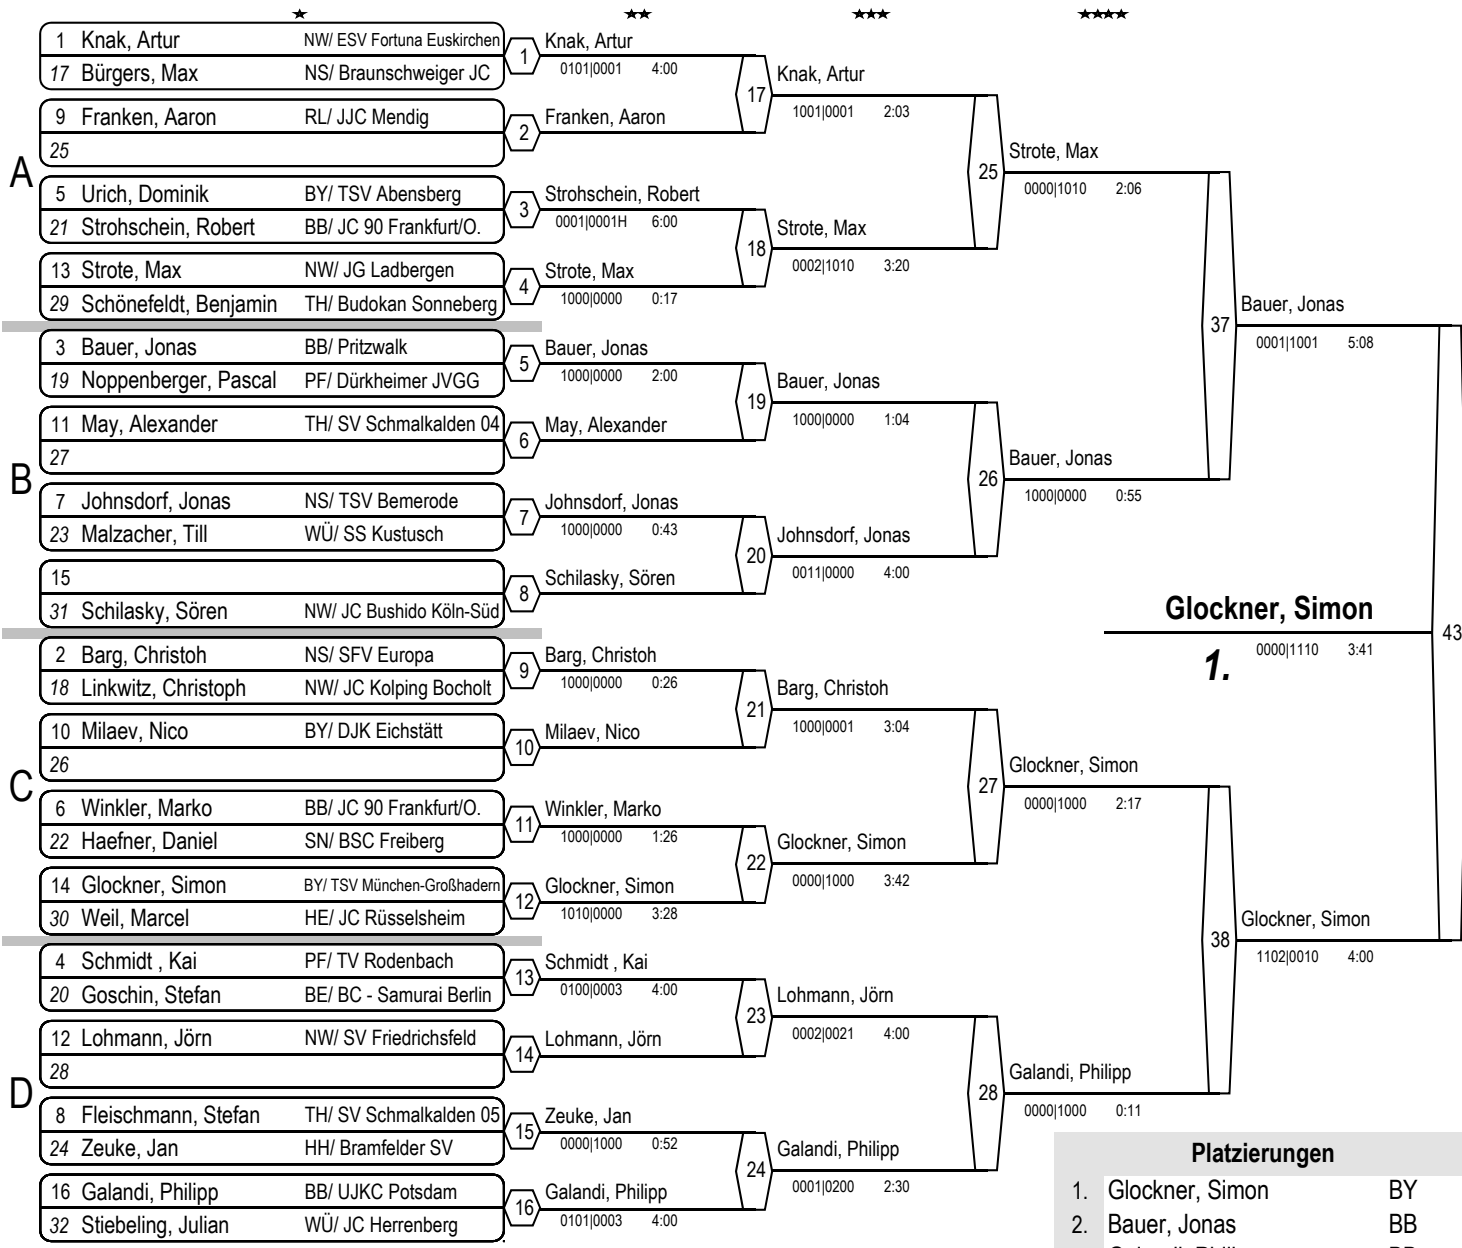 ★ ★★ ★★★ ★★★★
A
1 Knak, Artur NW/ ESV Fortuna Euskirchen
17 Bürgers, Max NS/ Braunschweiger JC
9 Franken, Aaron RL/ JJC Mendig
25
5 Urich, Dominik BY/ TSV Abensberg
21 Strohschein, Robert BB/ JC 90 Frankfurt/O.
13 Strote, Max NW/ JG Ladbergen
29 Schönefeldt, Benjamin TH/ Budokan Sonneberg
B
3 Bauer, Jonas BB/ Pritzwalk
19 Noppenberger, Pascal PF/ Dürkheimer JVGG
11 May, Alexander TH/ SV Schmalkalden 04
27
7 Johnsdorf, Jonas NS/ TSV Bemerode
23 Malzacher, Till WÜ/ SS Kustusch
15
31 Schilasky, Sören NW/ JC Bushido Köln-Süd
C
2 Barg, Christoh NS/ SFV Europa
18 Linkwitz, Christoph NW/ JC Kolping Bocholt
10 Milaev, Nico BY/ DJK Eichstätt
26
6 Winkler, Marko BB/ JC 90 Frankfurt/O.
22 Haefner, Daniel SN/ BSC Freiberg
14 Glockner, Simon BY/ TSV München-Großhadern
30 Weil, Marcel HE/ JC Rüsselsheim
D
4 Schmidt , Kai PF/ TV Rodenbach
20 Goschin, Stefan BE/ BC - Samurai Berlin
12 Lohmann, Jörn NW/ SV Friedrichsfeld
28
8 Fleischmann, Stefan TH/ SV Schmalkalden 05
24 Zeuke, Jan HH/ Bramfelder SV
16 Galandi, Philipp BB/ UJKC Potsdam
32 Stiebeling, Julian WÜ/ JC Herrenberg
1 Knak, Artur
0101|0001 4:00
2 Franken, Aaron
3 Strohschein, Robert
0001|0001H 6:00
4 Strote, Max
1000|0000 0:17
5 Bauer, Jonas
1000|0000 2:00
6 May, Alexander
7 Johnsdorf, Jonas
1000|0000 0:43
8 Schilasky, Sören
9 Barg, Christoh
1000|0000 0:26
10 Milaev, Nico
11 Winkler, Marko
1000|0000 1:26
12 Glockner, Simon
1010|0000 3:28
13 Schmidt , Kai
0100|0003 4:00
14 Lohmann, Jörn
15 Zeuke, Jan
0000|1000 0:52
16 Galandi, Philipp
0101|0003 4:00
17 Knak, Artur
1001|0001 2:03
18 Strote, Max
0002|1010 3:20
19 Bauer, Jonas
1000|0000 1:04
20 Johnsdorf, Jonas
0011|0000 4:00
21 Barg, Christoh
1000|0001 3:04
22 Glockner, Simon
0000|1000 3:42
23 Lohmann, Jörn
0002|0021 4:00
24 Galandi, Philipp
0001|0200 2:30
25 Strote, Max
0000|1010 2:06
26 Bauer, Jonas
1000|0000 0:55
27 Glockner, Simon
0000|1000 2:17
28 Galandi, Philipp
0000|1000 0:11
37 Bauer, Jonas
0001|1001 5:08
38 Glockner, Simon
1102|0010 4:00
Glockner, Simon 43
1. 0000|1110 3:41
Platzierungen
1. Glockner, Simon BY
2. Bauer, Jonas BB